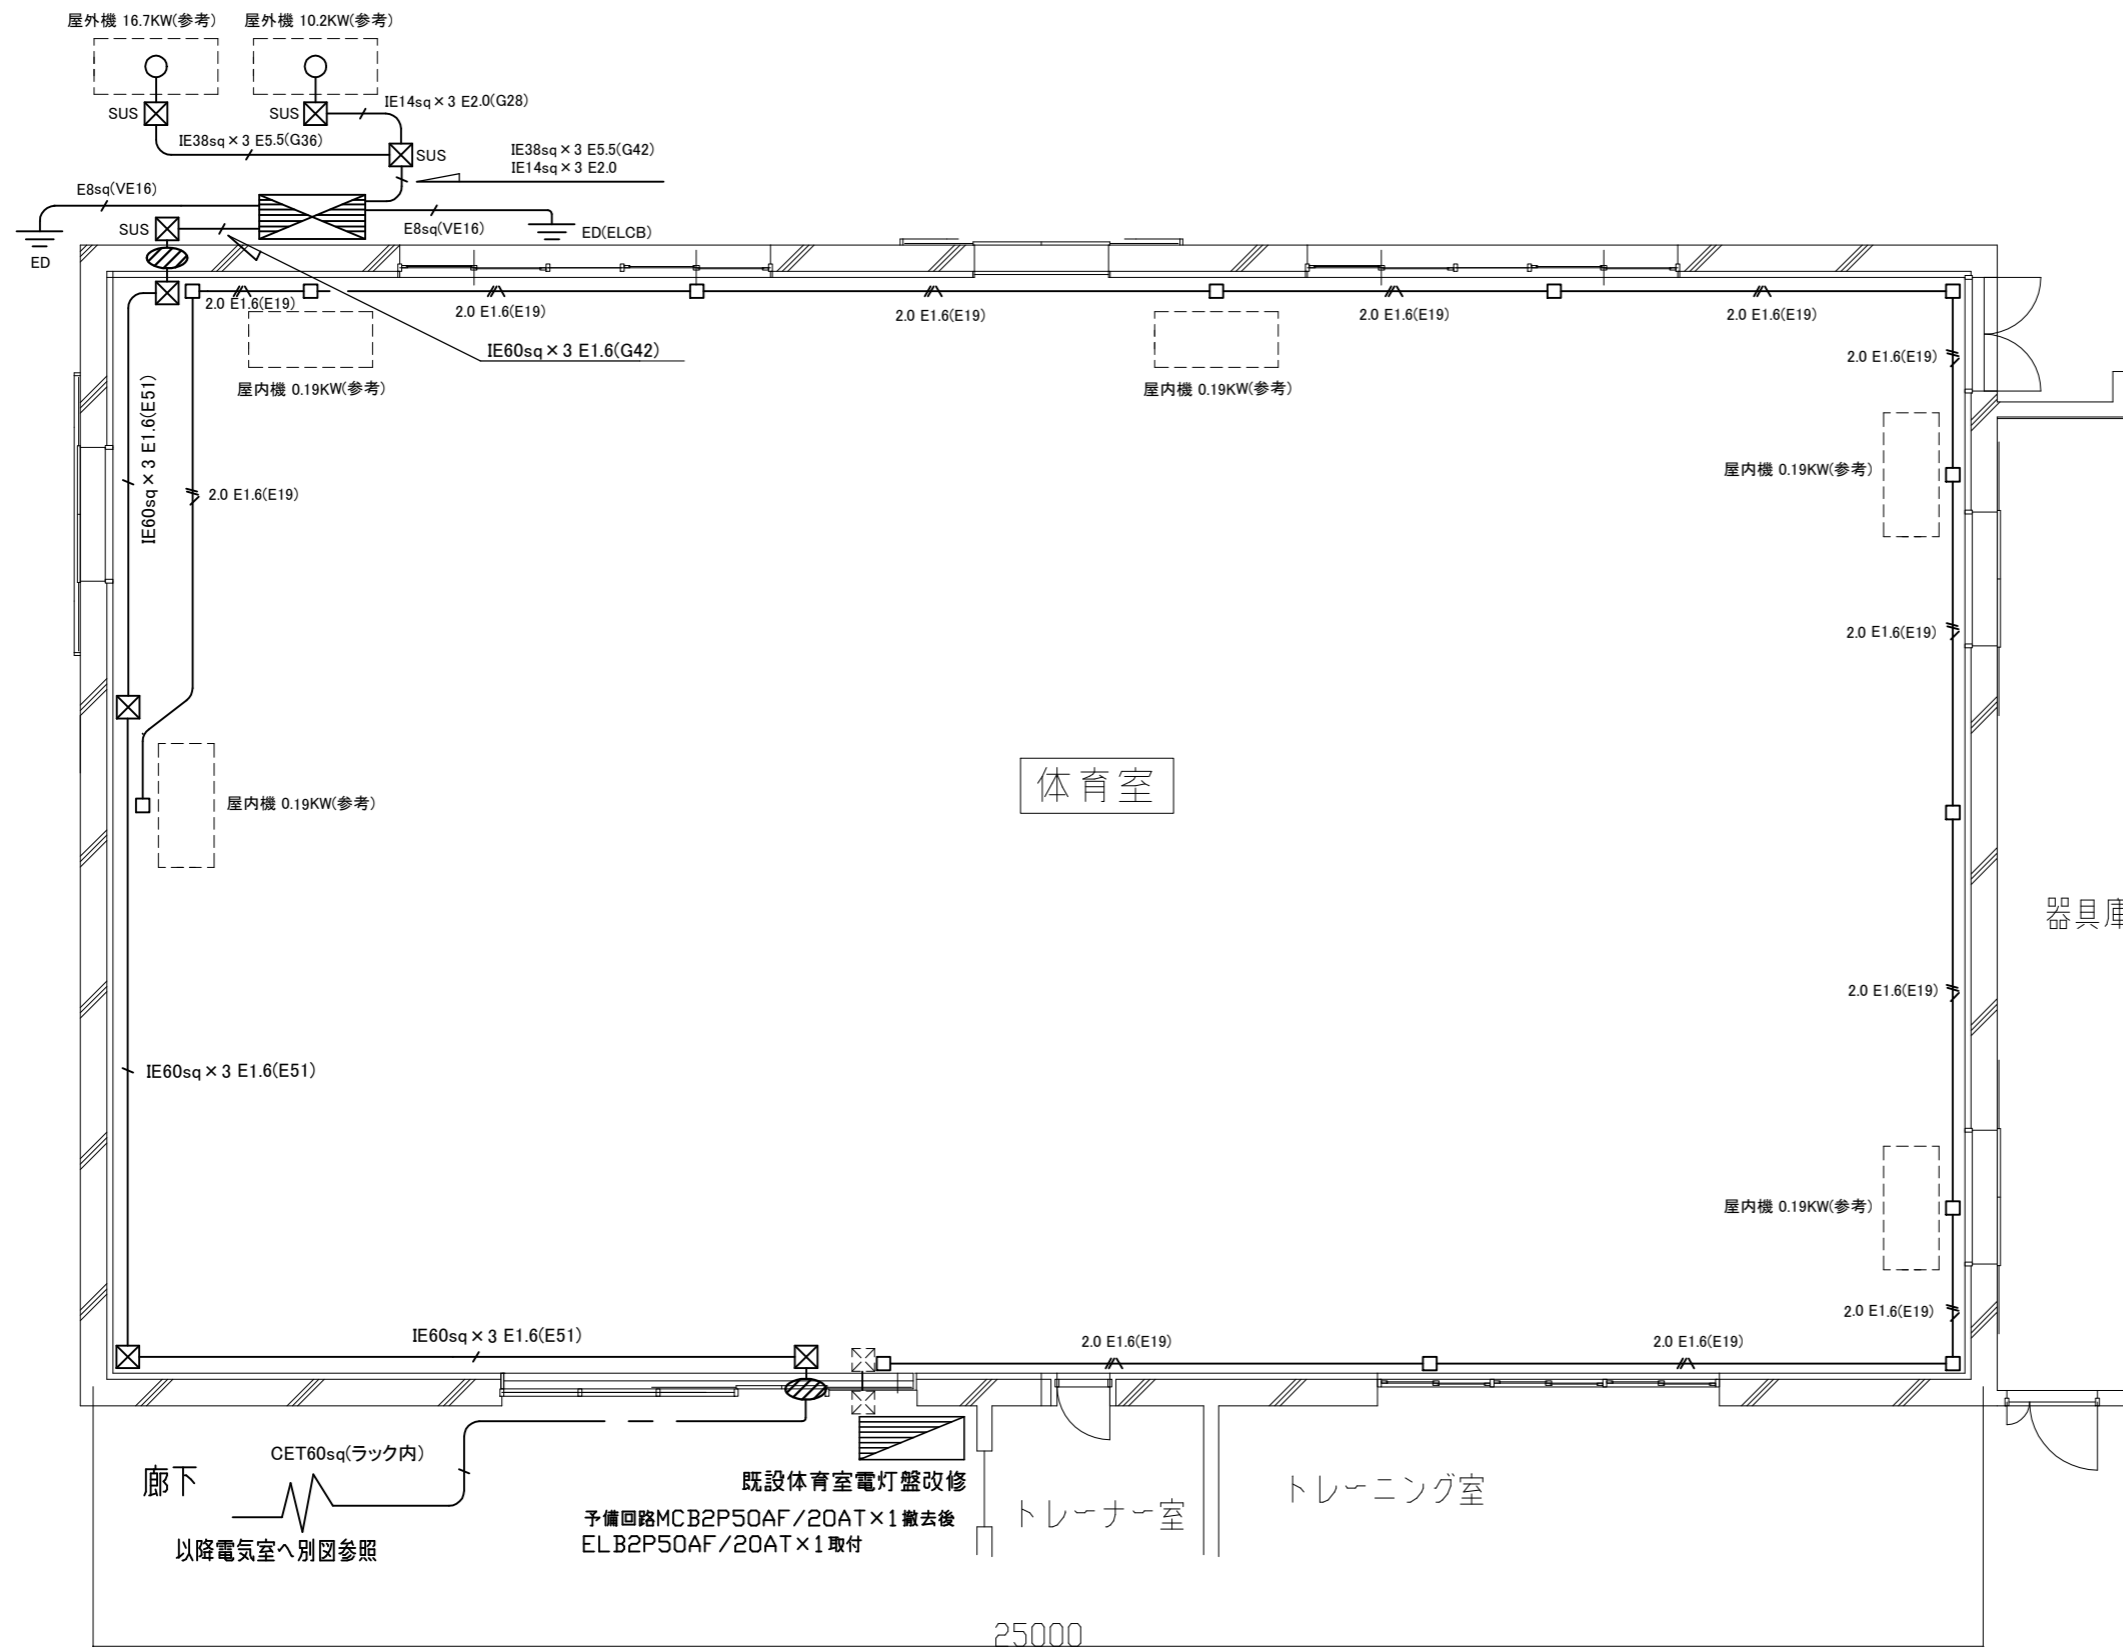 屋外機 16.7KW(参考)
屋外機 10.2KW(参考)
SUS
SUS
IE14sq×3 E2.0(G28)
IE38sq×3 E5.5(G36)
SUS
IE38sq×3 E5.5(G42)
IE14sq×3 E2.0
E8sq(VE16)
SUS
E8sq(VE16)
ED(ELCB)
ED
2.0 E1.6(E19)
2.0 E1.6(E19)
2.0 E1.6(E19)
2.0 E1.6(E19)
2.0 E1.6(E19)
IE60sq×3 E1.6(G42)
2.0 E1.6(E19)
屋内機 0.19KW(参考)
屋内機 0.19KW(参考)
IE60sq×3 E1.6(E51)
2.0 E1.6(E19)
屋内機 0.19KW(参考)
2.0 E1.6(E19)
体育室
屋内機 0.19KW(参考)
器具庫
2.0 E1.6(E19)
IE60sq×3 E1.6(E51)
屋内機 0.19KW(参考)
2.0 E1.6(E19)
IE60sq×3 E1.6(E51)
2.0 E1.6(E19)
2.0 E1.6(E19)
CET60sq(ラック内)
廊下
以降電気室へ別図参照
既設体育室電灯盤改修
予備回路MCB2P50AF/20AT×1撤去後
ELB2P50AF/20AT×1取付
トレーナー室
トレーニング室
25000